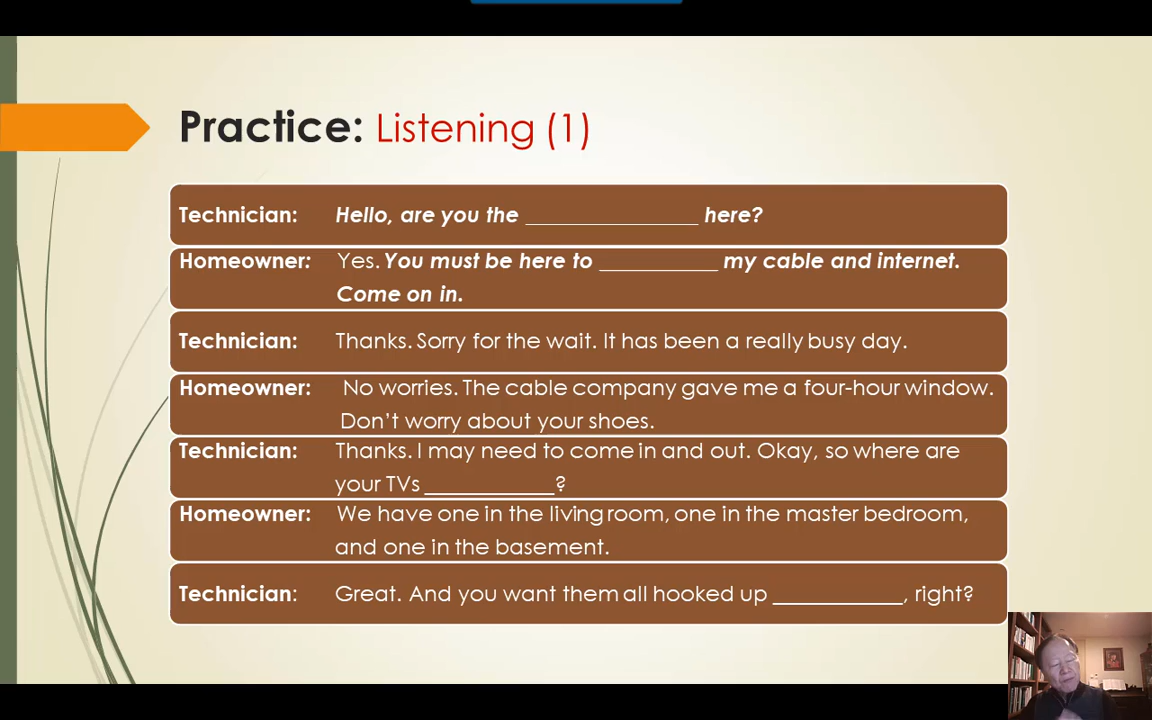 Practice: Listening (1)
Technician: Hello, are you the _______________ here?
Homeowner: Yes. You must be here to __________ my cable and internet.
Come on in.
Technician: Thanks. Sorry for the wait. It has been a really busy day.
Homeowner: No worries. The cable company gave me a four-hour window.
Don’t worry about your shoes.
Technician: Thanks. I may need to come in and out. Okay, so where are
your TVs ___________?
Homeowner: We have one in the living room, one in the master bedroom,
and one in the basement.
Technician: Great. And you want them all hooked up ___________, right?